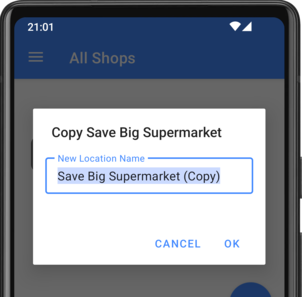 21:01
All Shops
Copy Save Big Supermarket
New Location Name
Save Big Supermarket (Copy)
CANCEL OK